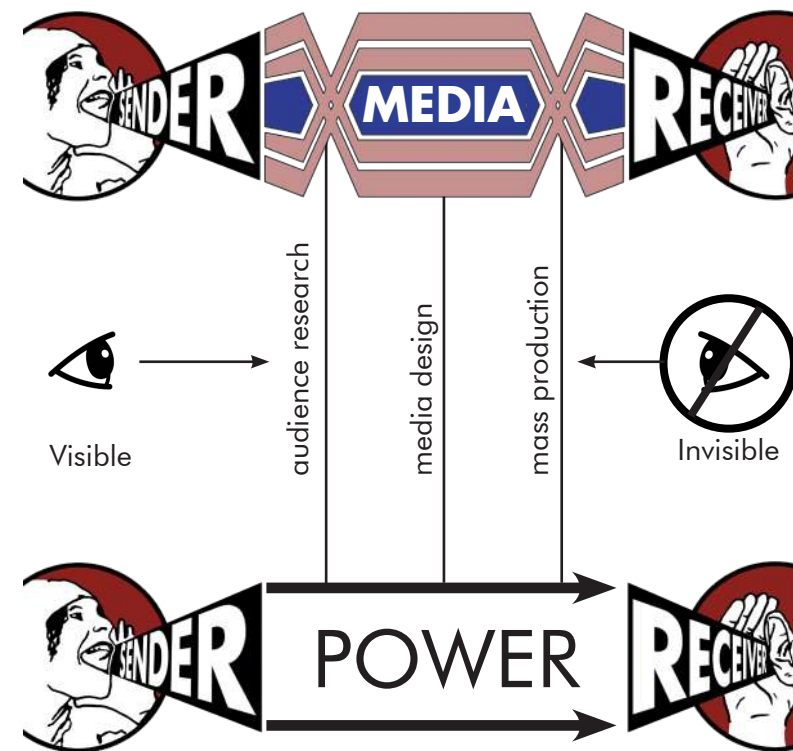 SENDER
MEDIA
RECEIVER
audience research
media design
mass production
Visible
Invisible
SENDER
POWER
RECEIVER